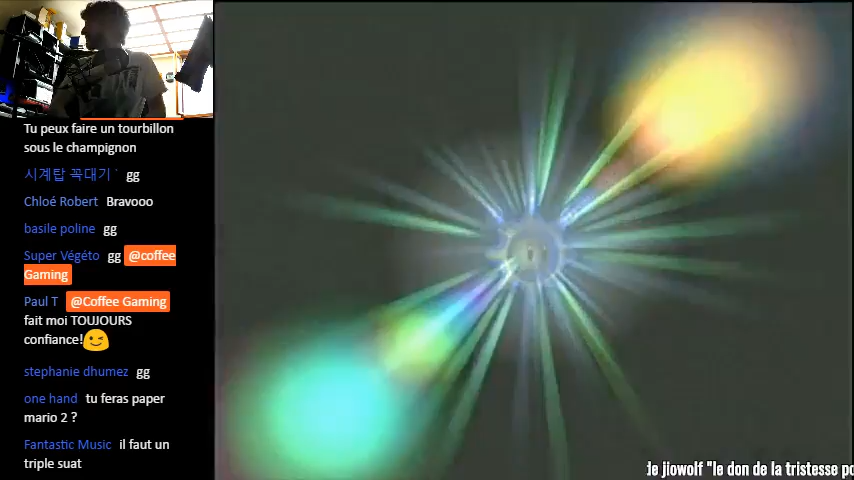 Tu peux faire un tourbillon
sous le champignon
시계탑 꼭대기 ˙ gg
Chloé Robert Bravooo
basile poline gg
Super Végéto gg @coffee
Gaming
Paul T @Coffee Gaming
fait moi TOUJOURS
confiance!
stephanie dhumez gg
one hand tu feras paper
mario 2 ?
Fantastic Music il faut un
triple suat
de jiowolf "le don de la tristesse po